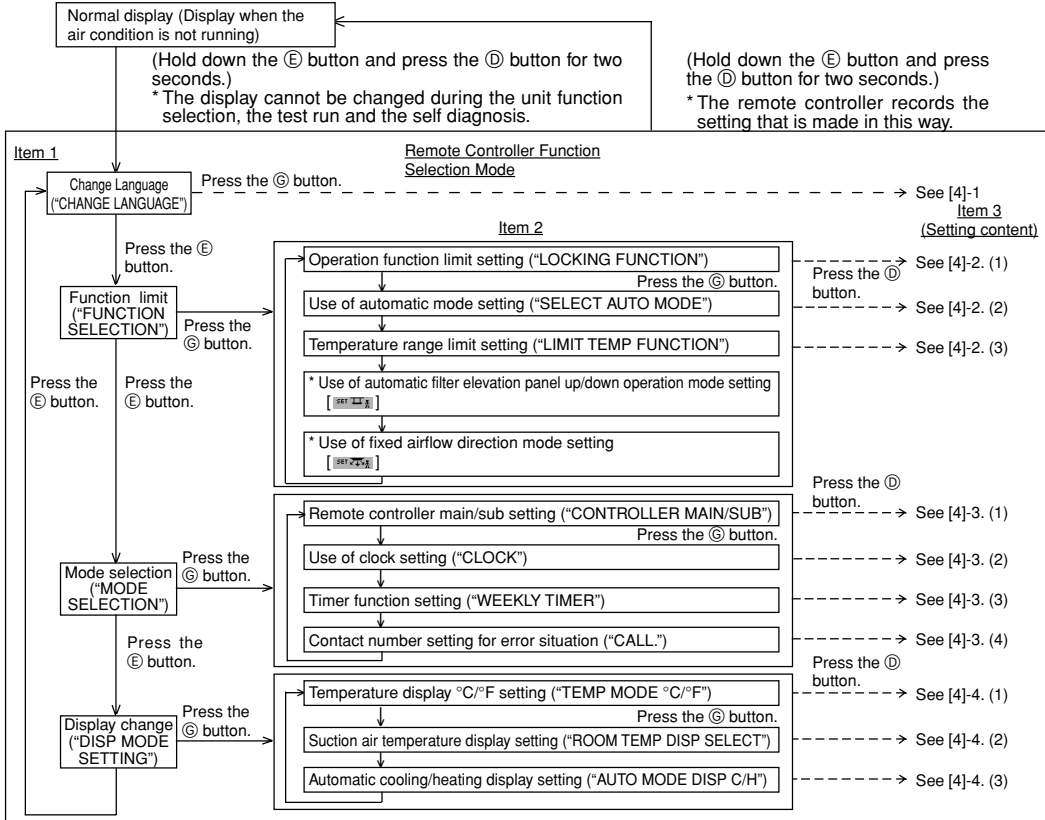 Normal display (Display when the
air condition is not running)
(Hold down the Ⓔ button and press the Ⓓ button for two
seconds.)
* The display cannot be changed during the unit function
selection, the test run and the self diagnosis.
(Hold down the Ⓔ button and press
the Ⓓ button for two seconds.)
* The remote controller records the
setting that is made in this way.
Item 1
Remote Controller Function
Selection Mode
Change Language
("CHANGE LANGUAGE")
Press the Ⓖ button.
See [4]-1
Item 3
(Setting content)
Item 2
Press the Ⓔ
button.
Operation function limit setting ("LOCKING FUNCTION")
Press the Ⓖ button.
Press the Ⓓ
button.
See [4]-2. (1)
Function limit
("FUNCTION
SELECTION")
Press the
Ⓖ button.
Use of automatic mode setting ("SELECT AUTO MODE")
See [4]-2. (2)
Temperature range limit setting ("LIMIT TEMP FUNCTION")
See [4]-2. (3)
Press the
Ⓔ button.
Press the
Ⓔ button.
* Use of automatic filter elevation panel up/down operation mode setting
[ SET ]
* Use of fixed airflow direction mode setting
[ SET ]
Press the Ⓓ
button.
Remote controller main/sub setting ("CONTROLLER MAIN/SUB")
Press the Ⓖ button.
See [4]-3. (1)
Mode selection
("MODE
SELECTION")
Press the
Ⓖ button.
Use of clock setting ("CLOCK")
See [4]-3. (2)
Timer function setting ("WEEKLY TIMER")
See [4]-3. (3)
Contact number setting for error situation ("CALL.")
See [4]-3. (4)
Press the
Ⓔ button.
Press the Ⓓ
button.
Temperature display °C/°F setting ("TEMP MODE °C/°F")
Press the Ⓖ button.
See [4]-4. (1)
Display change
("DISP MODE
SETTING")
Press the
Ⓖ button.
Suction air temperature display setting ("ROOM TEMP DISP SELECT")
See [4]-4. (2)
Automatic cooling/heating display setting ("AUTO MODE DISP C/H")
See [4]-4. (3)